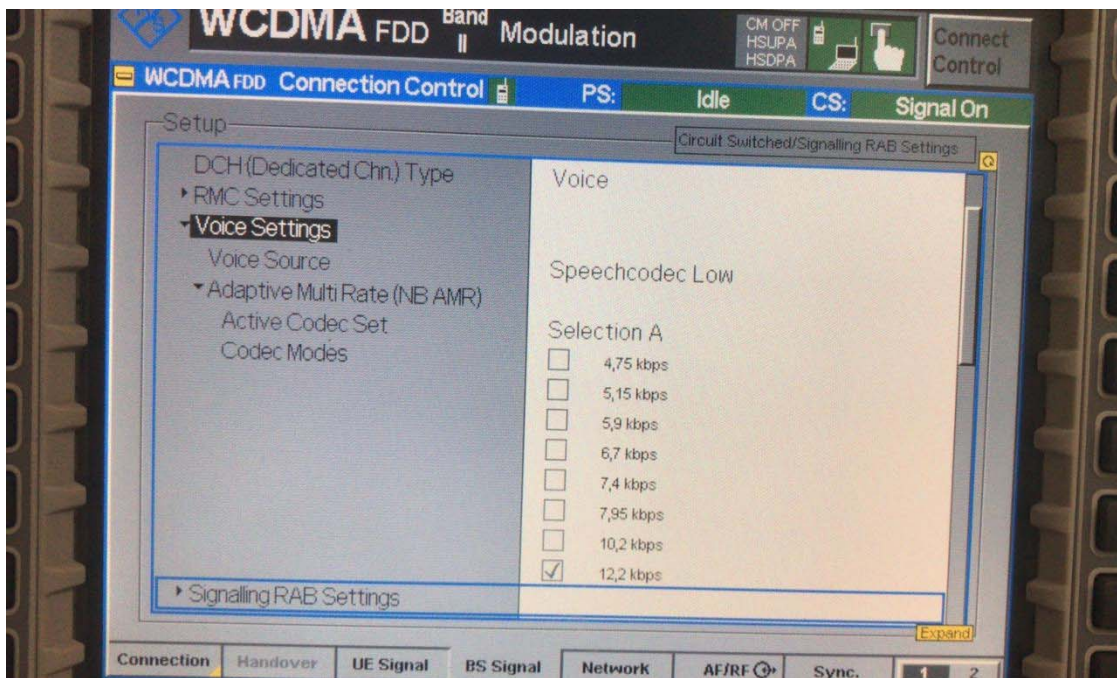 WCDMA FDD Band II Modulation
CM OFF
HSUPA
HSDPA
Connect
Control
WCDMA FDD Connection Control PS: Idle CS: Signal On
Setup
Circuit Switched/Signalling RAB Settings
DCH (Dedicated Chn.) Type Voice
RMC Settings
Voice Settings
Voice Source
Speechcodec Low
Adaptive Multi Rate (NB AMR)
Active Codec Set
Selection A
Codec Modes
4,75 kbps
5,15 kbps
5,9 kbps
6,7 kbps
7,4 kbps
7,95 kbps
10,2 kbps
12,2 kbps
Signalling RAB Settings
Expand
Connection Handover UE Signal BS Signal Network AF/RF Sync. 1 2